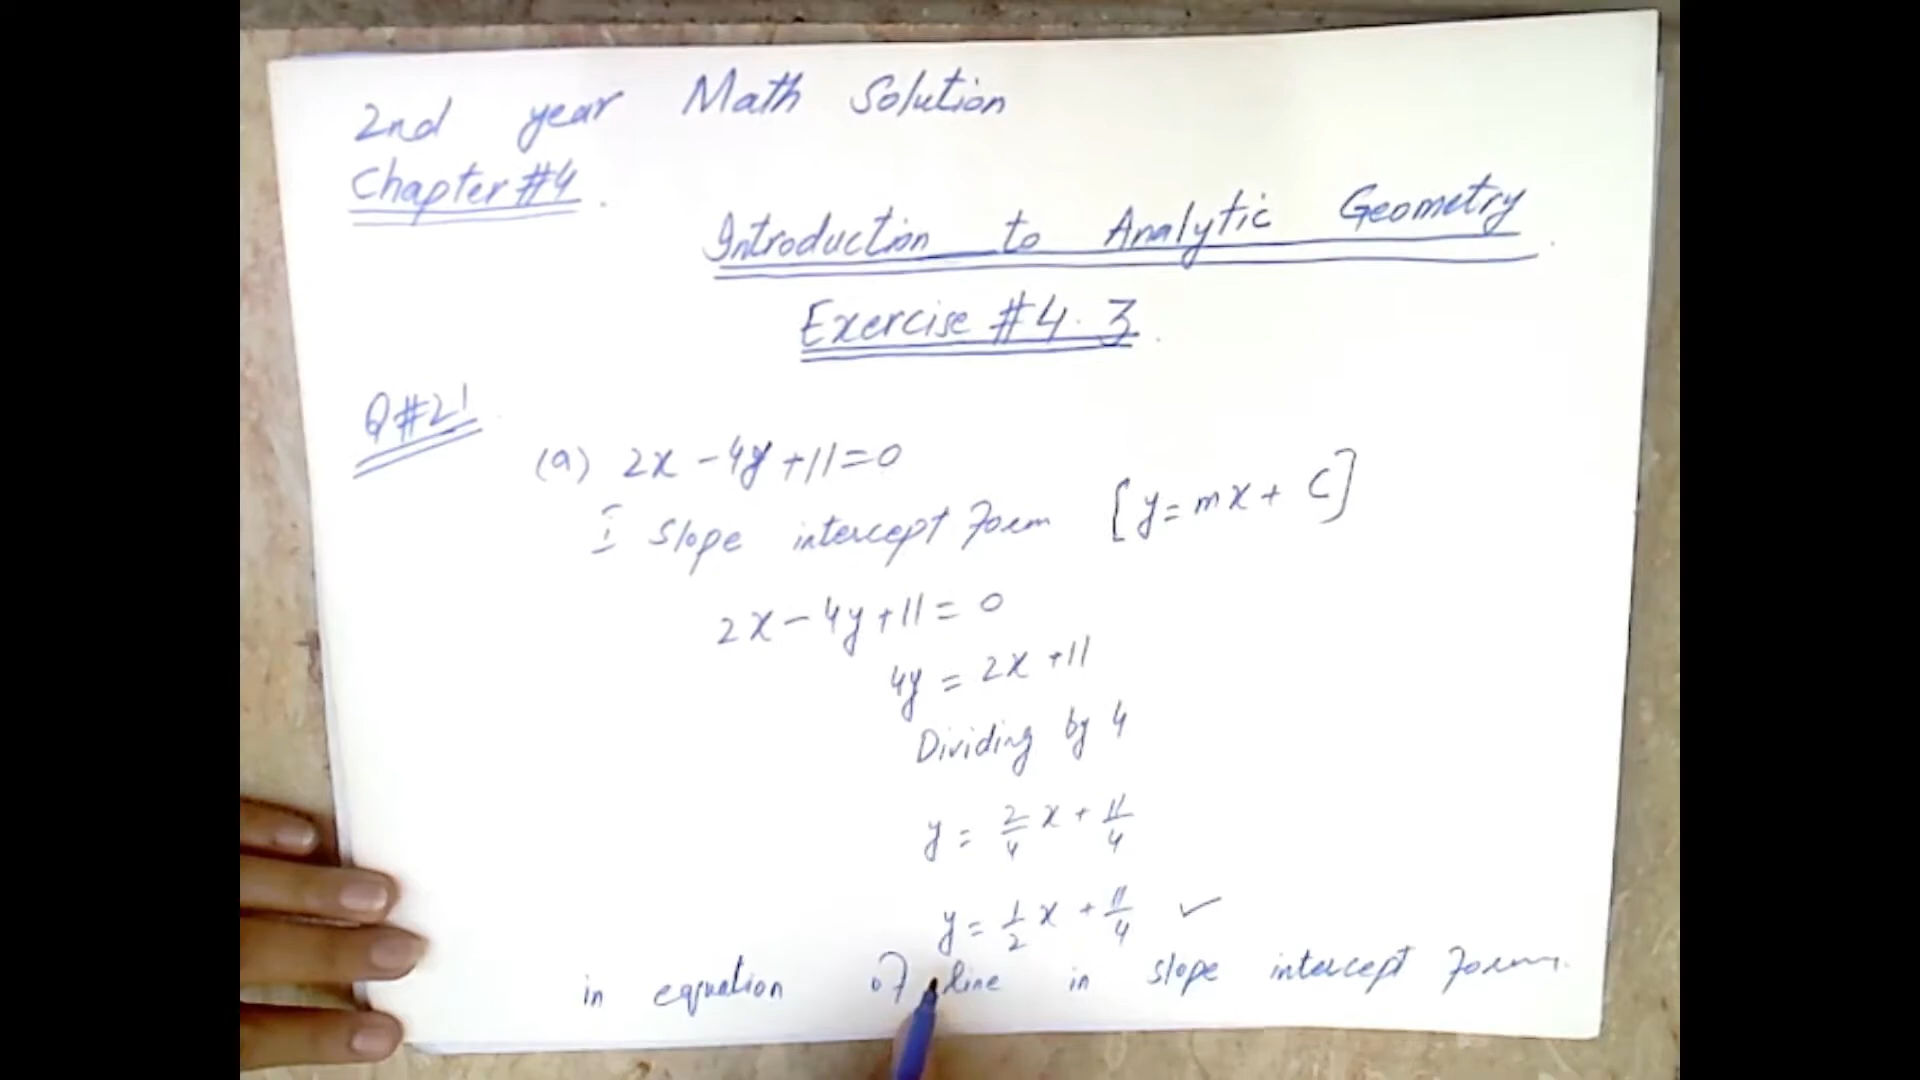 2nd year Math Solution
Chapter #4.
Introduction to Analytic Geometry.
Exercise #4.3.
Q#21
(a) 2x - 4y + 11 = 0
I Slope intercept Form [y = mx + C]
2x - 4y + 11 = 0
4y = 2x + 11
Dividing by 4
y = 2/4 x + 11/4
y = 1/2 x + 11/4 ✓
in equation of line in slope intercept Form.